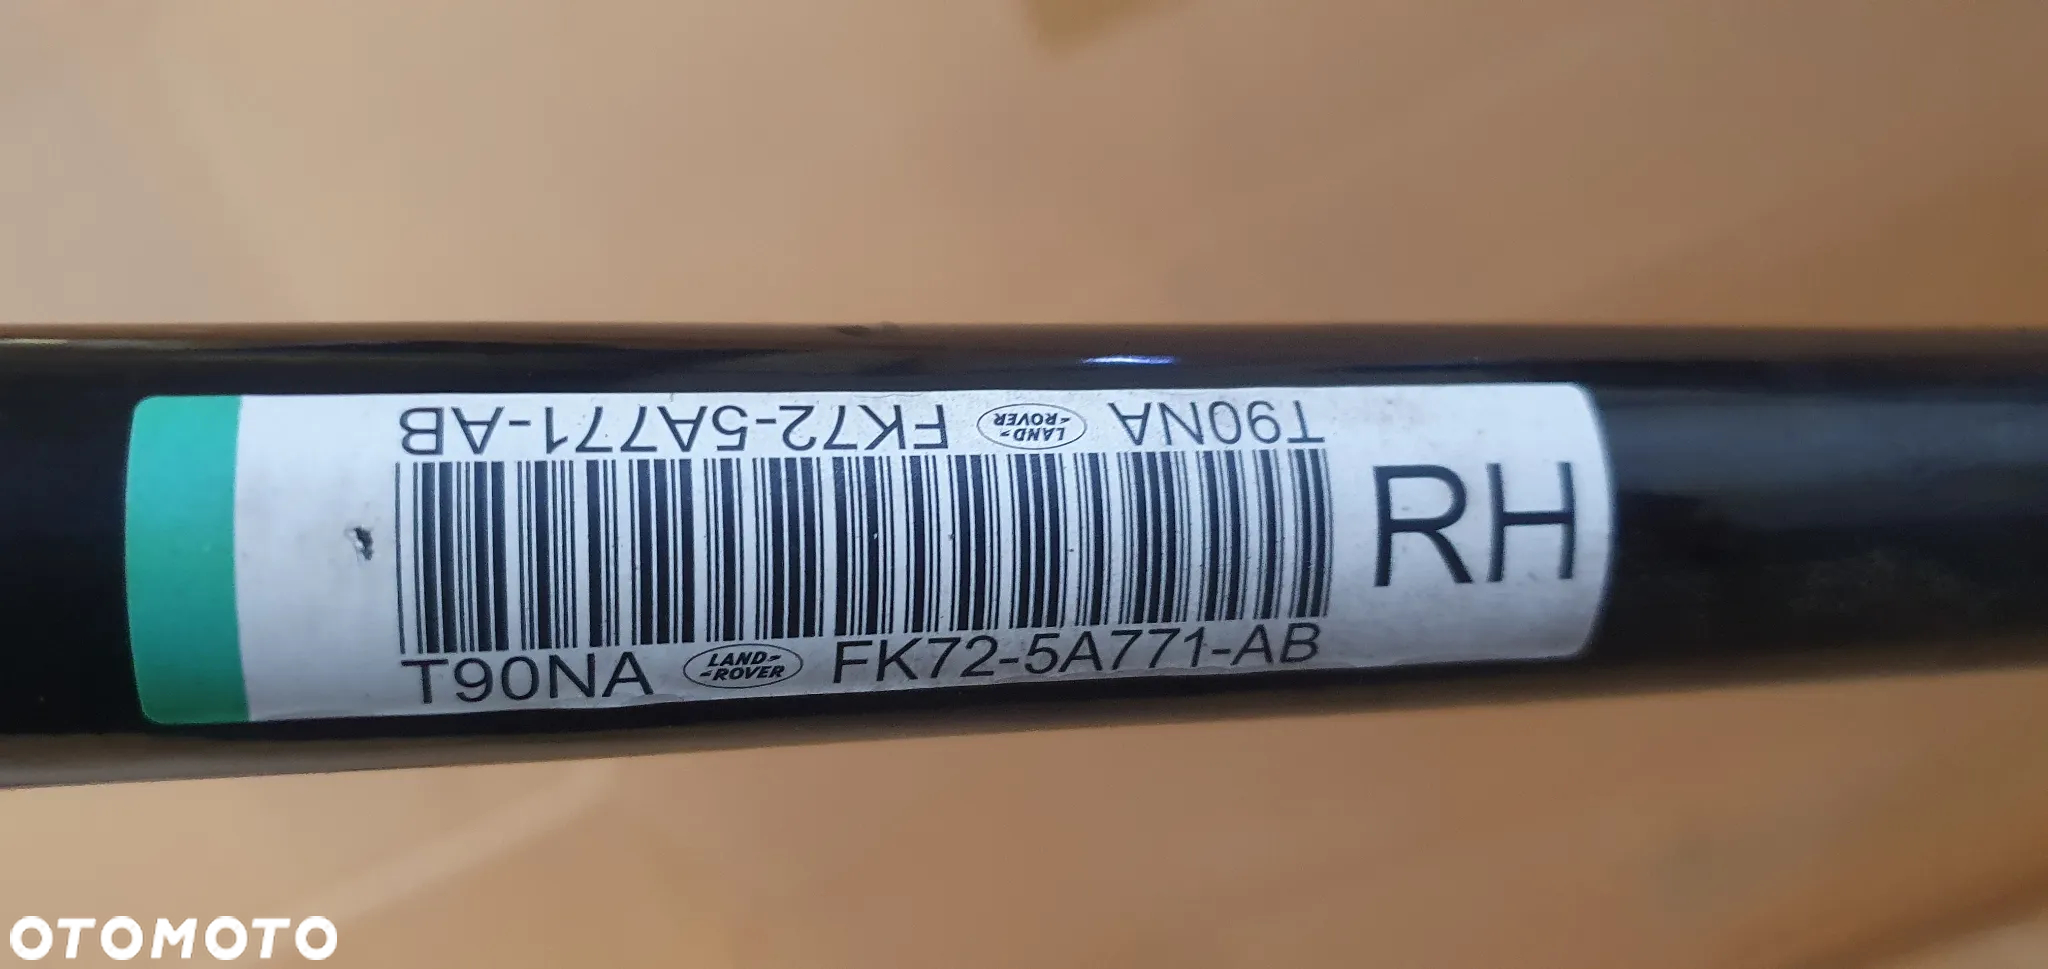 T90NA LAND-ROVER FK72-5A771-AB
RH
T90NA LAND-ROVER FK72-5A771-AB
OTOMOTO